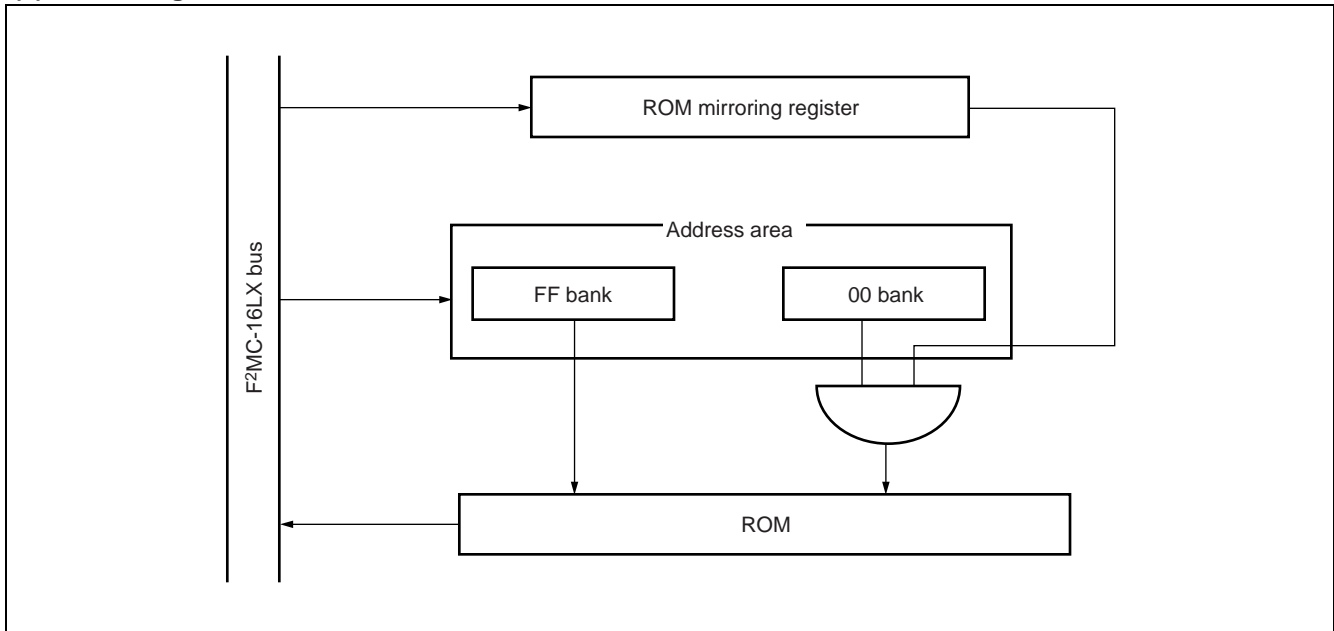 ROM mirroring register
Address area
FF bank
00 bank
F²MC-16LX bus
ROM